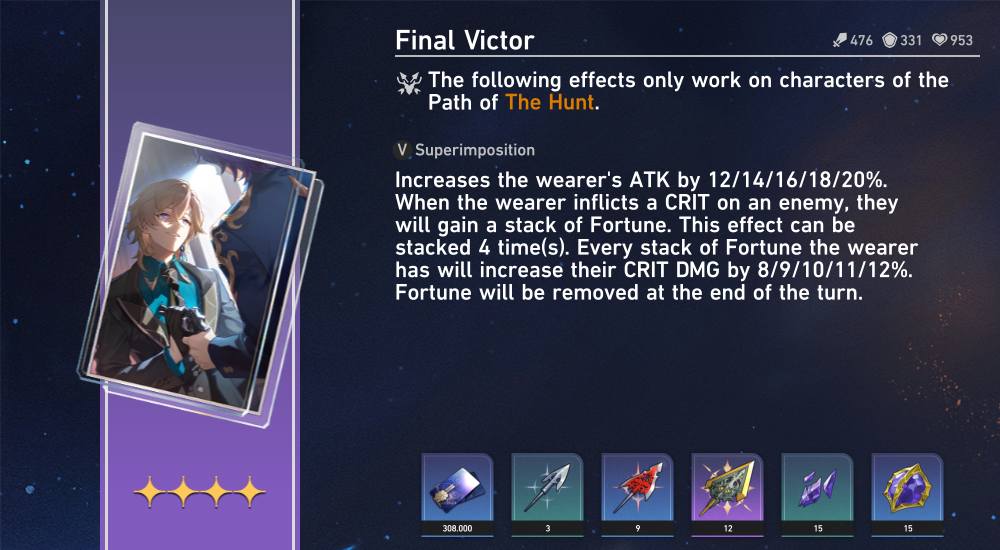 Final Victor
476 331 953
The following effects only work on characters of the
Path of The Hunt.
V Superimposition
Increases the wearer's ATK by 12/14/16/18/20%.
When the wearer inflicts a CRIT on an enemy, they
will gain a stack of Fortune. This effect can be
stacked 4 time(s). Every stack of Fortune the wearer
has will increase their CRIT DMG by 8/9/10/11/12%.
Fortune will be removed at the end of the turn.
308.000 3 9 12 15 15